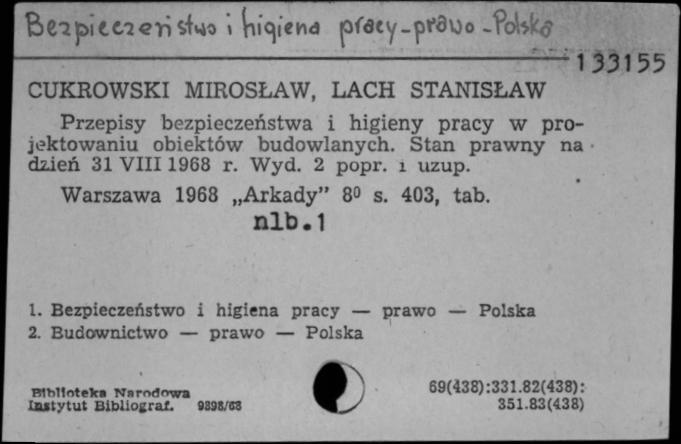 Bezpieczeństwo i higiena pracy-prawo-Polska
133155
CUKROWSKI MIROSŁAW, LACH STANISŁAW
Przepisy bezpieczeństwa i higieny pracy w pro-
jektowaniu obiektów budowlanych. Stan prawny na
dzień 31 VIII 1968 r. Wyd. 2 popr. i uzup.
Warszawa 1968 „Arkady” 8⁰ s. 403, tab.
nlb.1
1. Bezpieczeństwo i higiena pracy — prawo — Polska
2. Budownictwo — prawo — Polska
Biblioteka Narodowa
Instytut Bibliograf. 9898/68
69(438):331.82(438):
351.83(438)